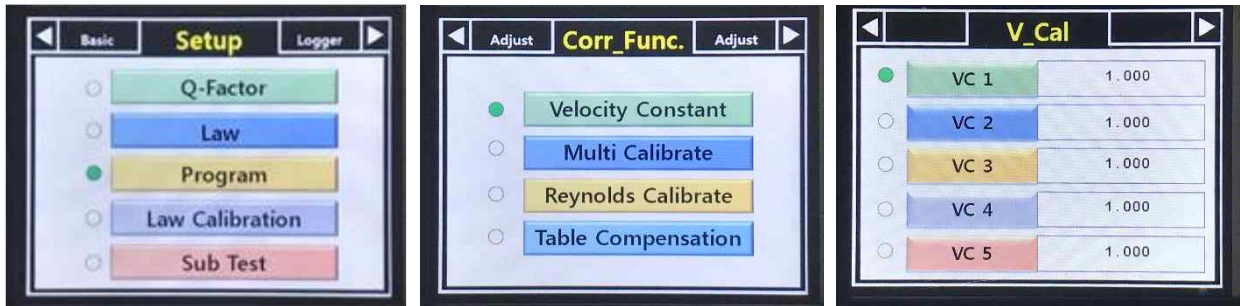 Basic Setup Logger
Q-Factor
Law
Program
Law Calibration
Sub Test
Adjust Corr_Func. Adjust
Velocity Constant
Multi Calibrate
Reynolds Calibrate
Table Compensation
V_Cal
VC 1 1.000
VC 2 1.000
VC 3 1.000
VC 4 1.000
VC 5 1.000